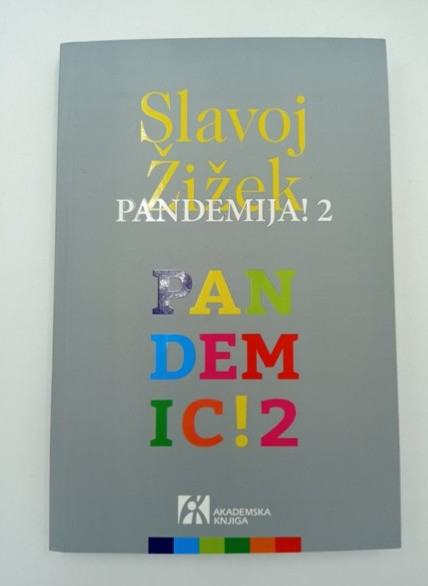 Slavoj
Žižek
PANDEMIJA! 2
PAN
DEM
IC!2
AKADEMSKA
KNJIGA